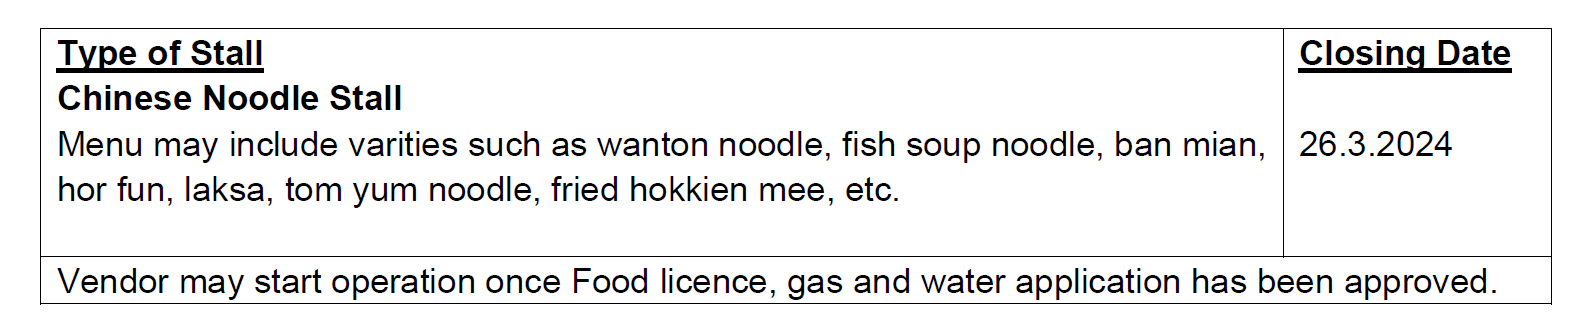 Type of Stall
Chinese Noodle Stall
Menu may include varities such as wanton noodle, fish soup noodle, ban mian,
hor fun, laksa, tom yum noodle, fried hokkien mee, etc.
Closing Date
26.3.2024
Vendor may start operation once Food licence, gas and water application has been approved.